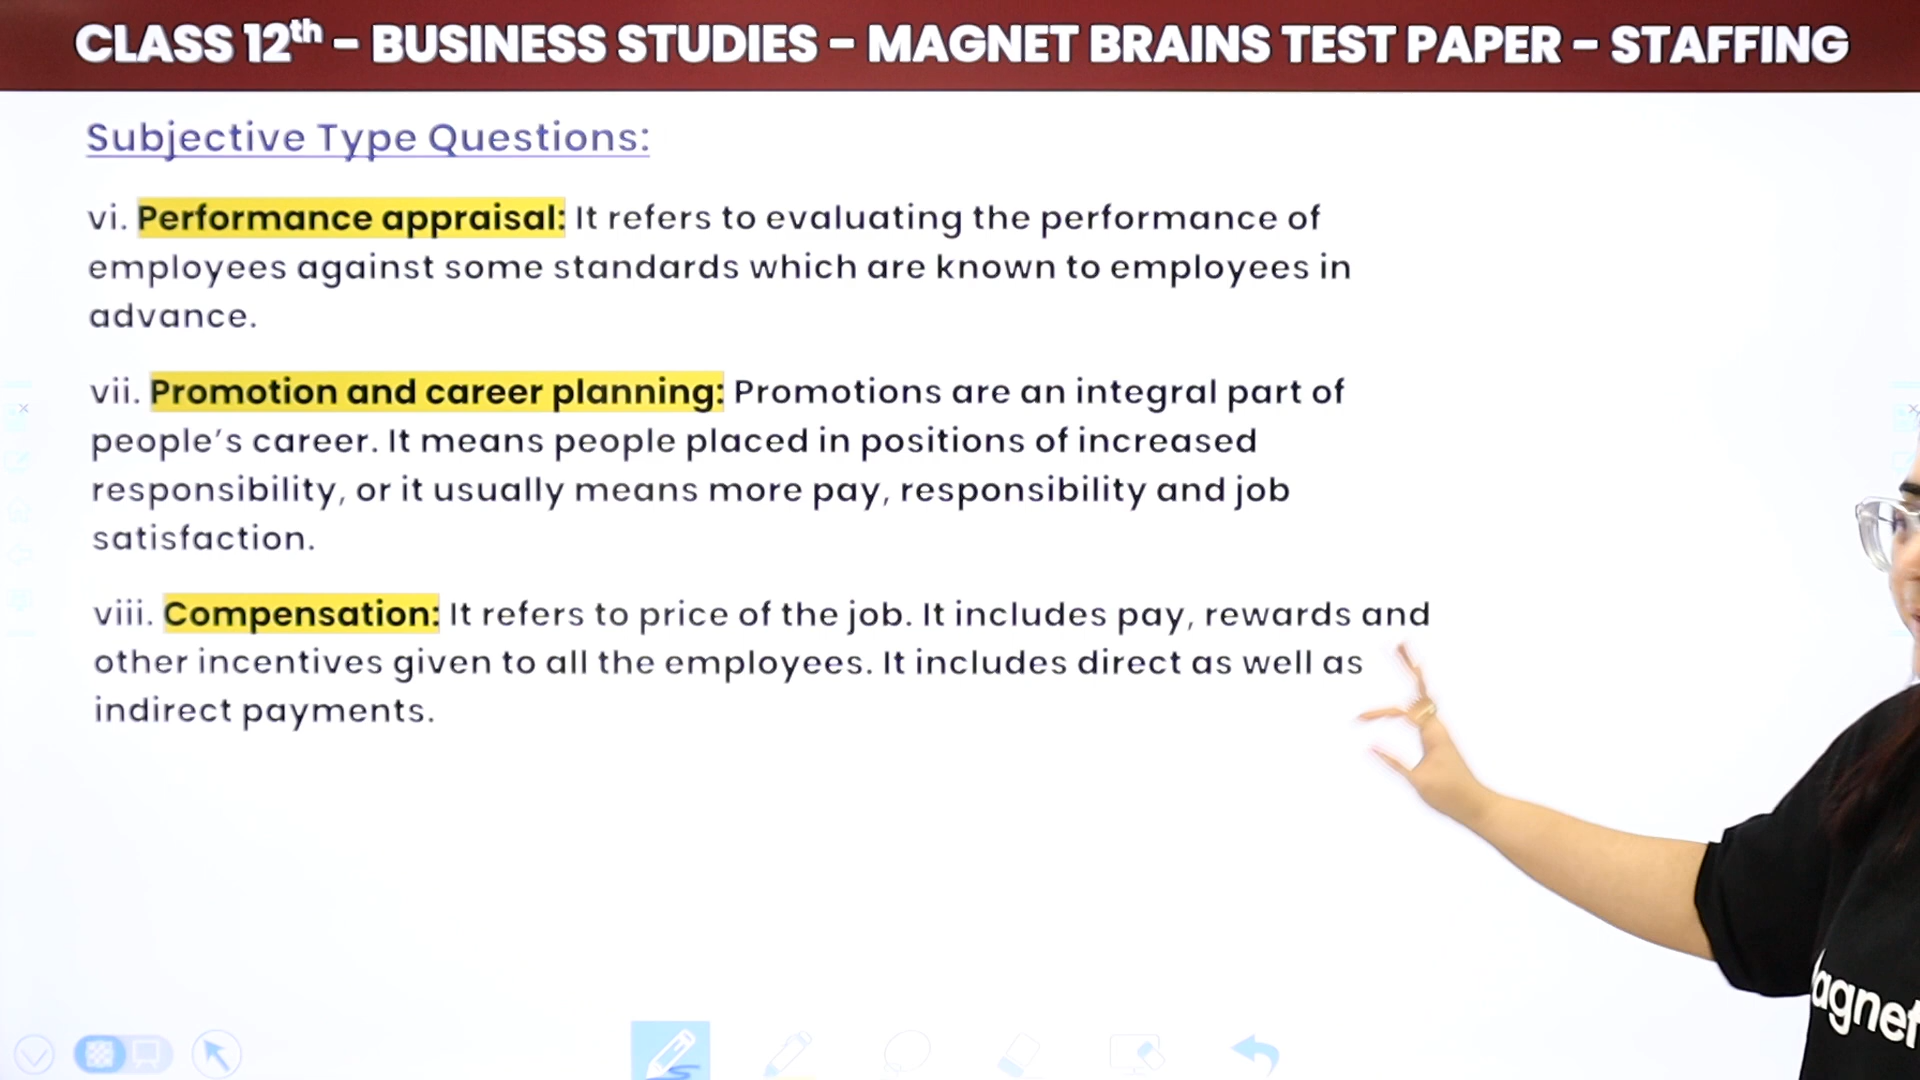 CLASS 12th – BUSINESS STUDIES – MAGNET BRAINS TEST PAPER – STAFFING
Subjective Type Questions:
vi. Performance appraisal: It refers to evaluating the performance of
employees against some standards which are known to employees in
advance.
vii. Promotion and career planning: Promotions are an integral part of
people’s career. It means people placed in positions of increased
responsibility, or it usually means more pay, responsibility and job
satisfaction.
viii. Compensation: It refers to price of the job. It includes pay, rewards and
other incentives given to all the employees. It includes direct as well as
indirect payments.
agnet